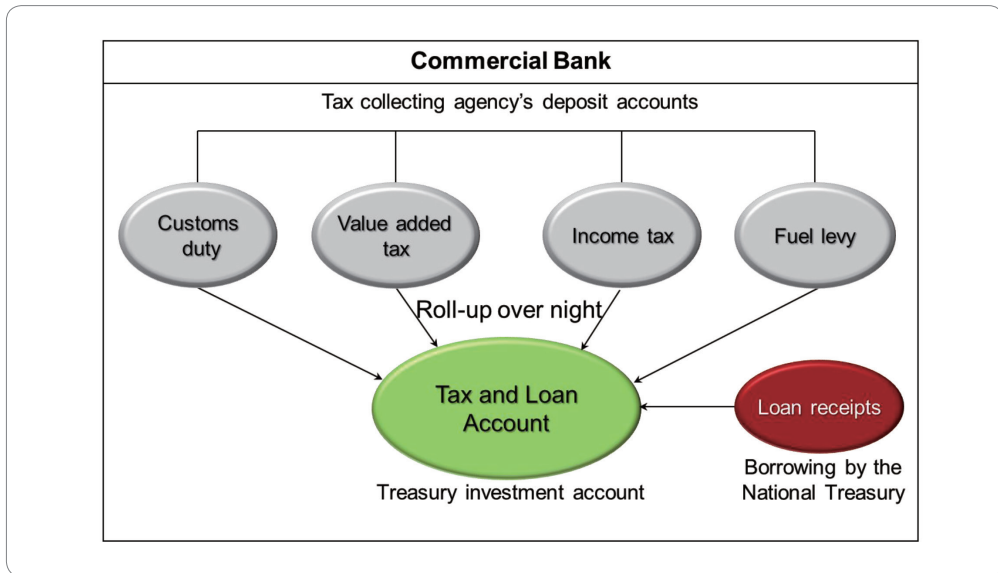 Commercial Bank
Tax collecting agency’s deposit accounts
Customs
duty
Value added
tax
Income tax
Fuel levy
Roll-up over night
Tax and Loan
Account
Loan receipts
Treasury investment account
Borrowing by the
National Treasury